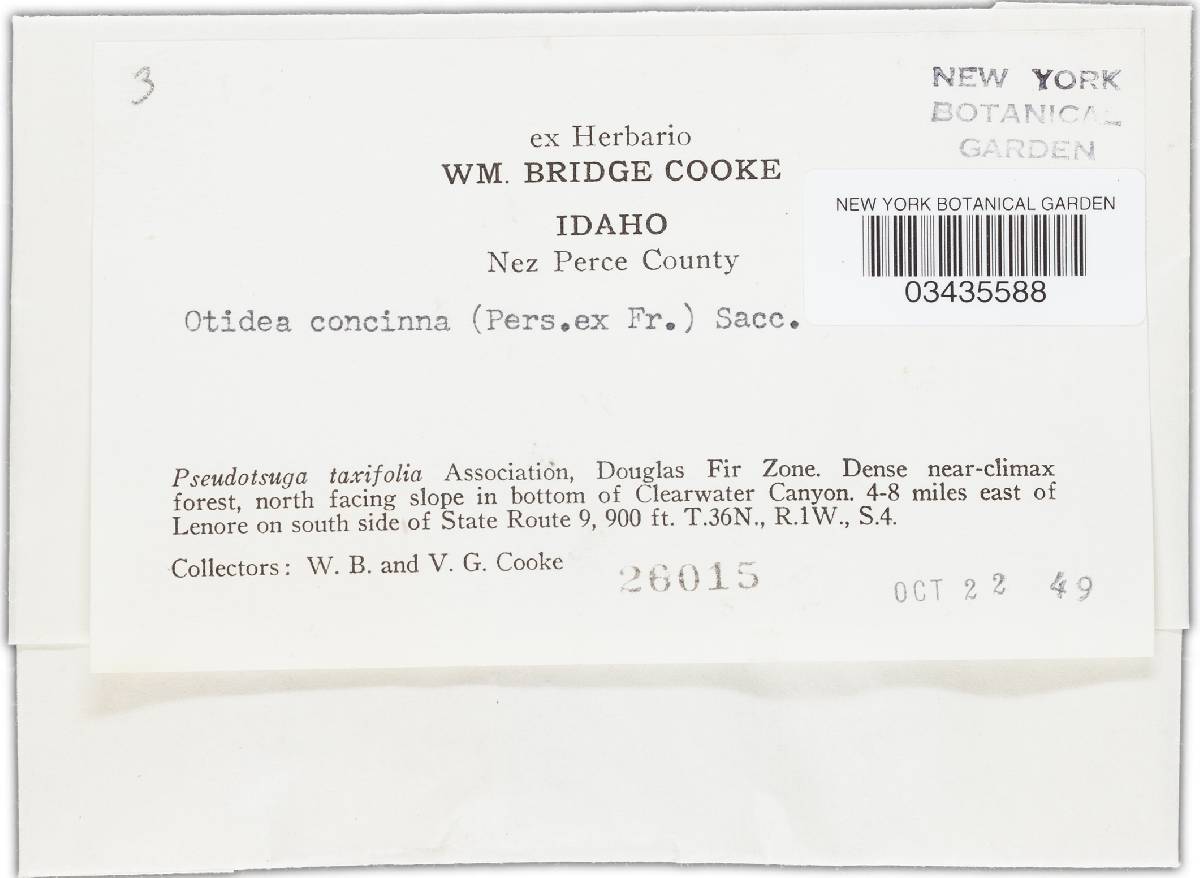 3
NEW YORK
BOTANICAL
GARDEN
ex Herbario
WM. BRIDGE COOKE
IDAHO
Nez Perce County
NEW YORK BOTANICAL GARDEN
03435588
Otidea concinna (Pers.ex Fr.) Sacc.
Pseudotsuga taxifolia Association, Douglas Fir Zone. Dense near-climax
forest, north facing slope in bottom of Clearwater Canyon. 4-8 miles east of
Lenore on south side of State Route 9, 900 ft. T.36N., R.1W., S.4.
Collectors: W. B. and V. G. Cooke
26015
OCT 22 49